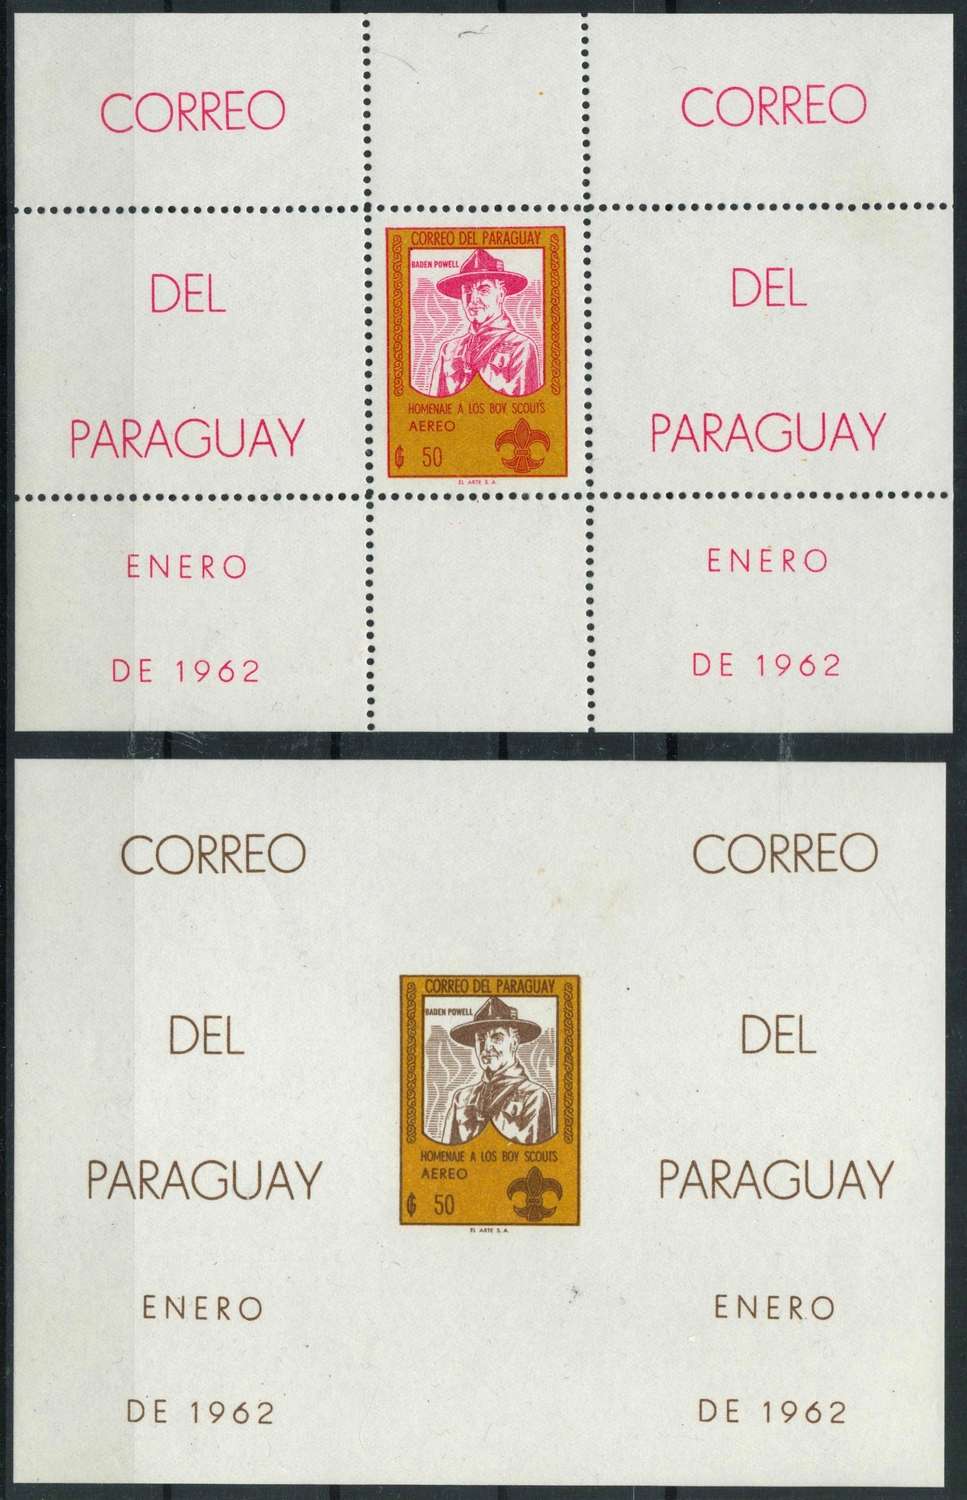 CORREO
CORREO
DEL
DEL
PARAGUAY
PARAGUAY
ENERO
ENERO
DE 1962
DE 1962
CORREO DEL PARAGUAY
BADEN POWELL
HOMENAJE A LOS BOY SCOUTS
AEREO
₲ 50
EL ARTE S. A.
CORREO
CORREO
DEL
DEL
PARAGUAY
PARAGUAY
ENERO
ENERO
DE 1962
DE 1962
CORREO DEL PARAGUAY
BADEN POWELL
HOMENAJE A LOS BOY SCOUTS
AEREO
₲ 50
EL ARTE S. A.